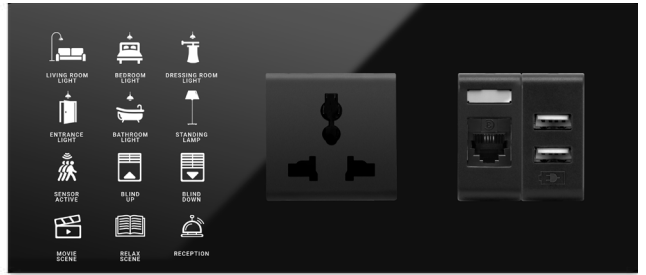 LIVING ROOM
LIGHT
BEDROOM
LIGHT
DRESSING ROOM
LIGHT
ENTRANCE
LIGHT
BATHROOM
LIGHT
STANDING
LAMP
SENSOR
ACTIVE
BLIND
UP
BLIND
DOWN
MOVIE
SCENE
RELAX
SCENE
RECEPTION